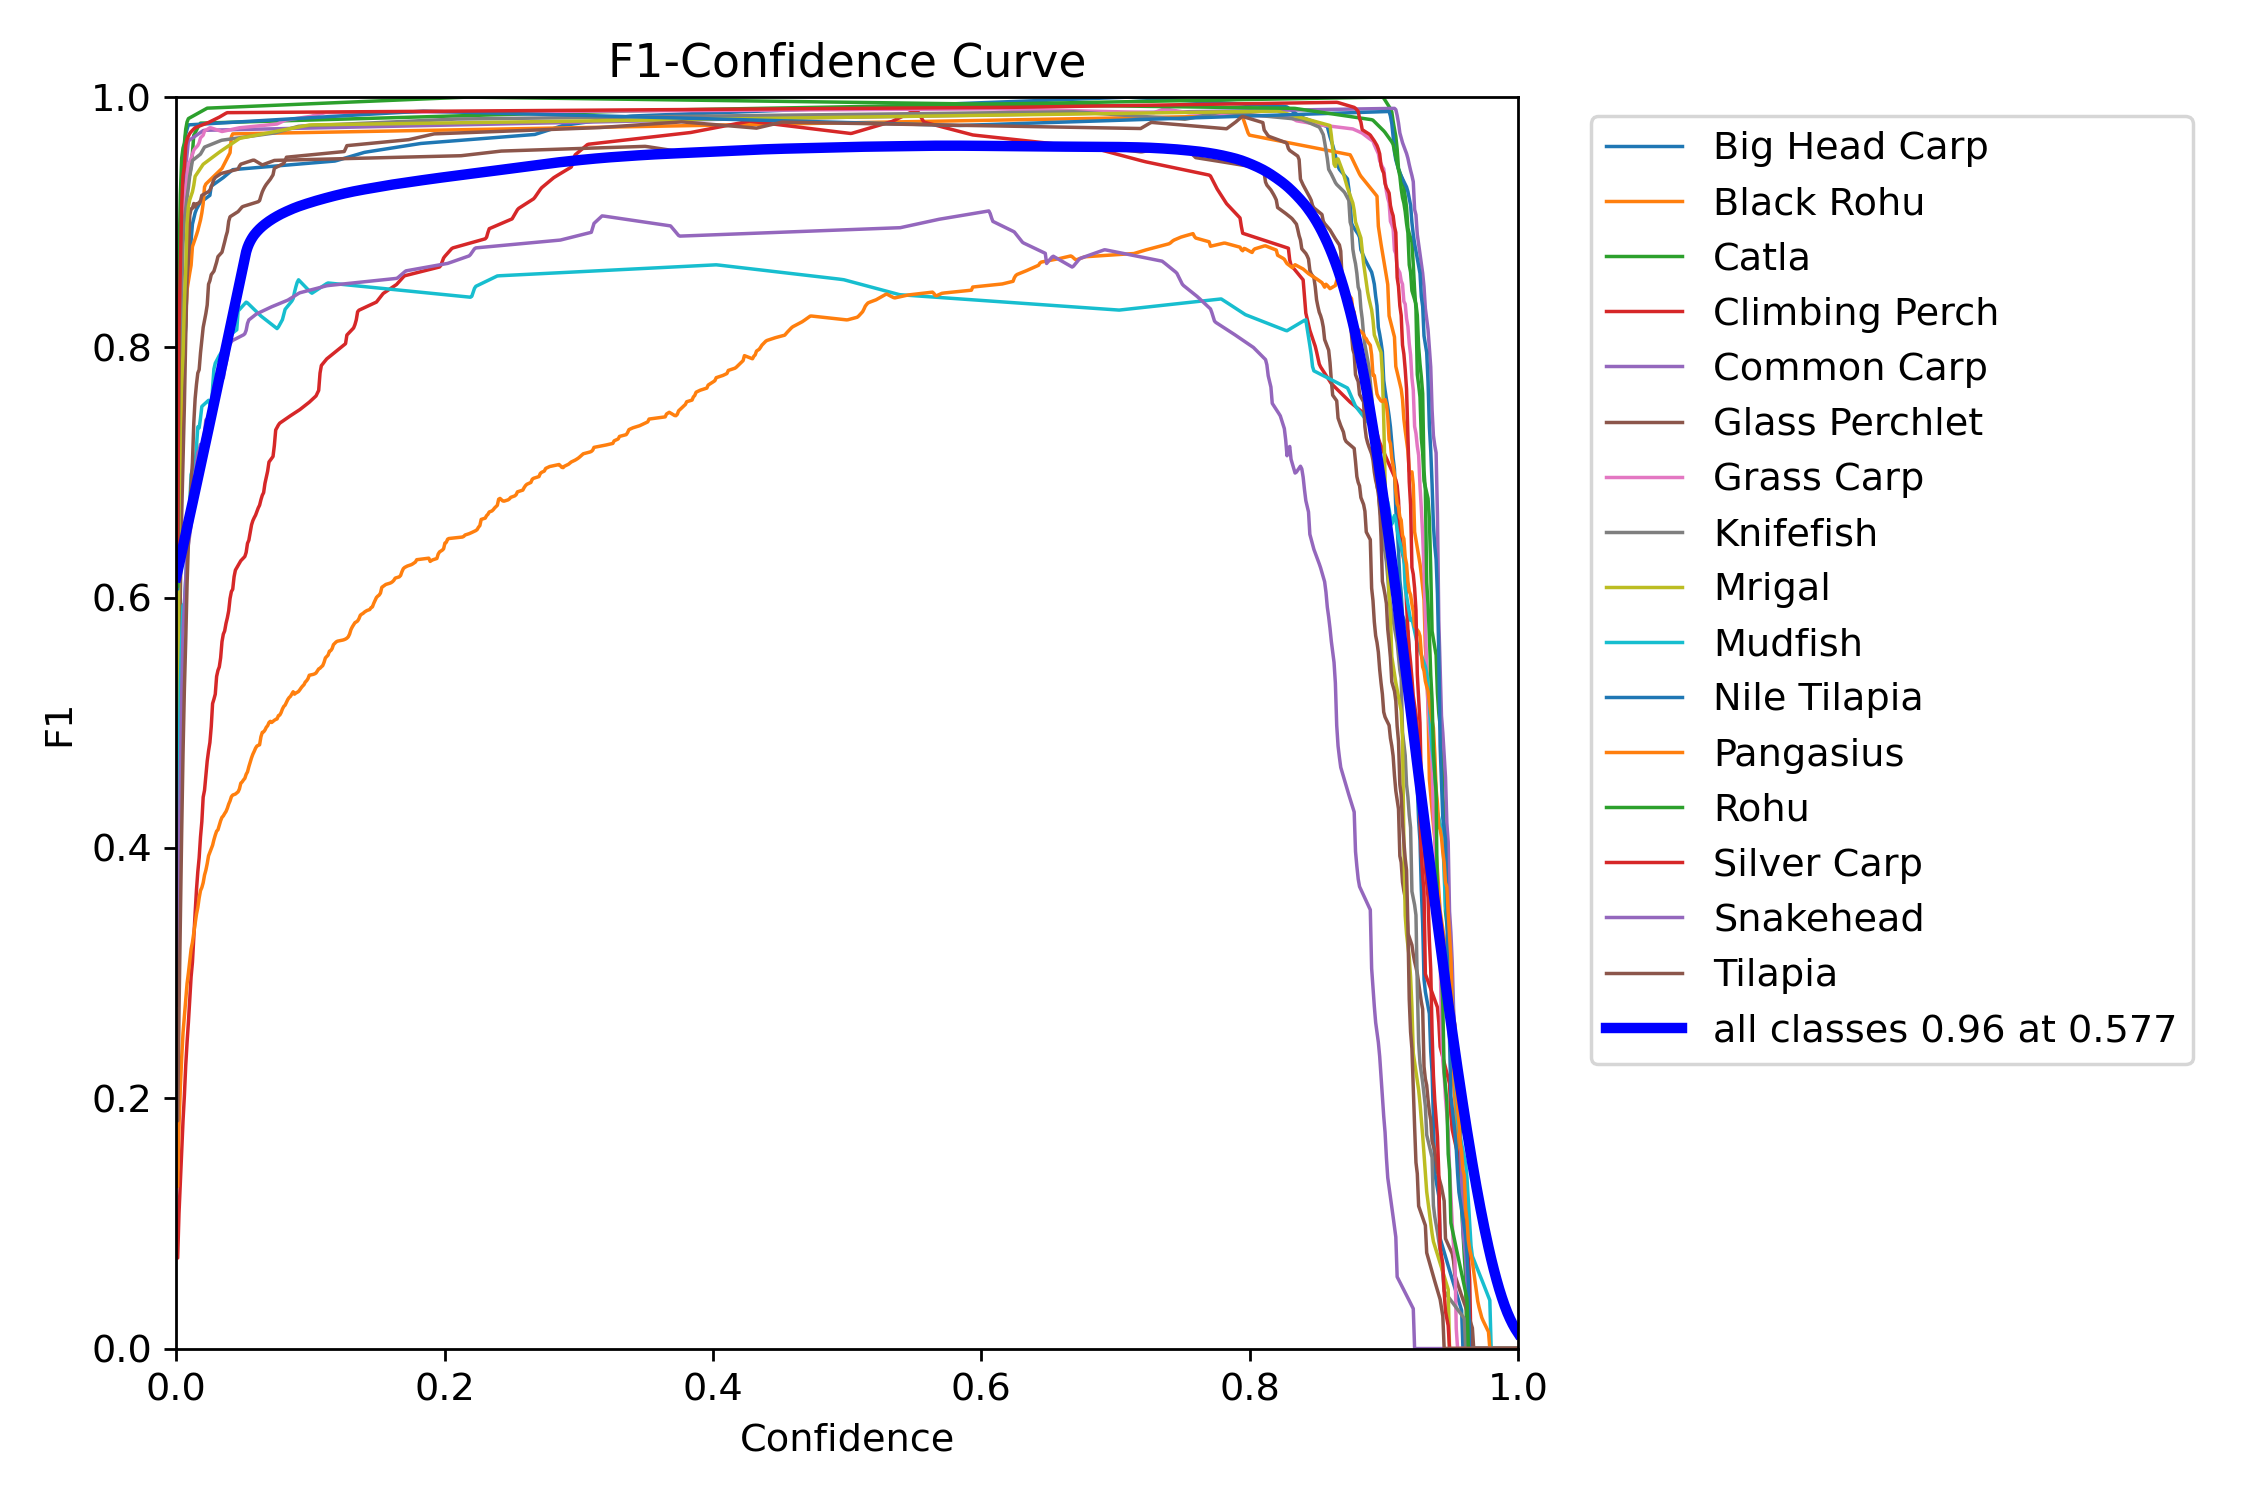 F1-Confidence Curve
1.0
0.8
0.6
0.4
0.2
0.0
F1
0.0 0.2 0.4 0.6 0.8 1.0
Confidence
Big Head Carp
Black Rohu
Catla
Climbing Perch
Common Carp
Glass Perchlet
Grass Carp
Knifefish
Mrigal
Mudfish
Nile Tilapia
Pangasius
Rohu
Silver Carp
Snakehead
Tilapia
all classes 0.96 at 0.577